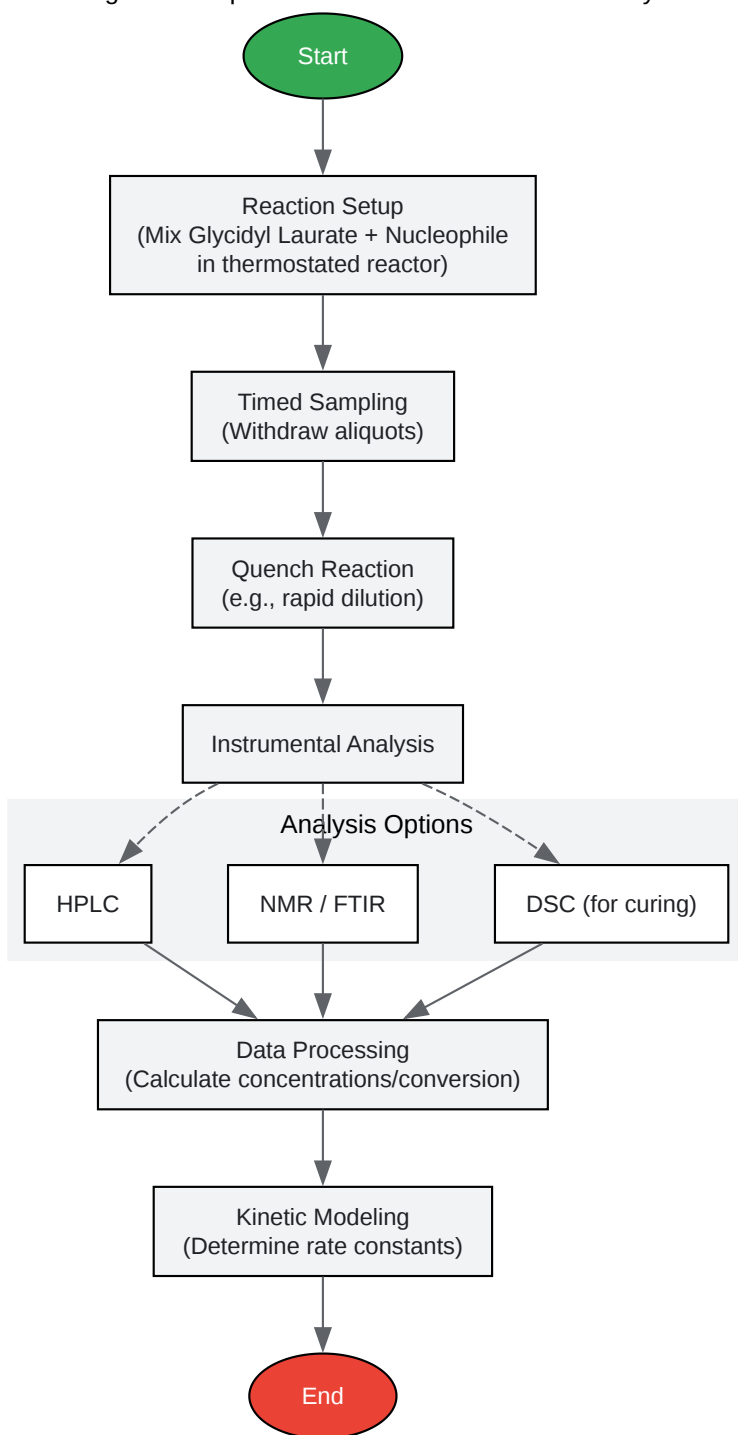 Start
Reaction Setup
(Mix Glycidyl Laurate + Nucleophile
in thermostated reactor)
Timed Sampling
(Withdraw aliquots)
Quench Reaction
(e.g., rapid dilution)
Instrumental Analysis
Analysis Options
HPLC
NMR / FTIR
DSC (for curing)
Data Processing
(Calculate concentrations/conversion)
Kinetic Modeling
(Determine rate constants)
End